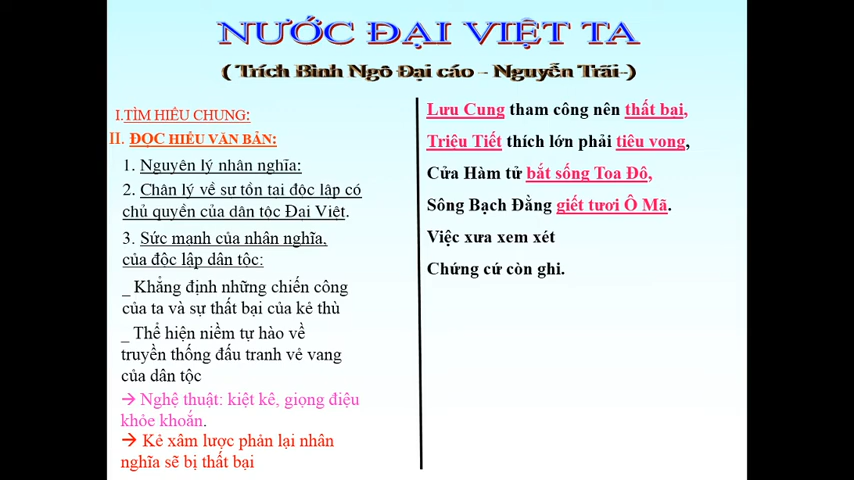 NƯỚC ĐẠI VIỆT TA
( Trích Bình Ngô Đại cáo - Nguyễn Trãi-)
I.TÌM HIỂU CHUNG:
II. ĐỌC HIỂU VĂN BẢN:
1. Nguyên lý nhân nghĩa:
2. Chân lý về sự tồn tại độc lập có
chủ quyền của dân tộc Đại Việt.
3. Sức mạnh của nhân nghĩa,
của độc lập dân tộc:
_ Khẳng định những chiến công
của ta và sự thất bại của kẻ thù
_ Thể hiện niềm tự hào về
truyền thống đấu tranh vẻ vang
của dân tộc
→ Nghệ thuật: kiệt kê, giọng điệu
khỏe khoắn.
→ Kẻ xâm lược phản lại nhân
nghĩa sẽ bị thất bại
Lưu Cung tham công nên thất bại,
Triệu Tiết thích lớn phải tiêu vong,
Cửa Hàm tử bắt sống Toa Đô,
Sông Bạch Đằng giết tươi Ô Mã.
Việc xưa xem xét
Chứng cứ còn ghi.